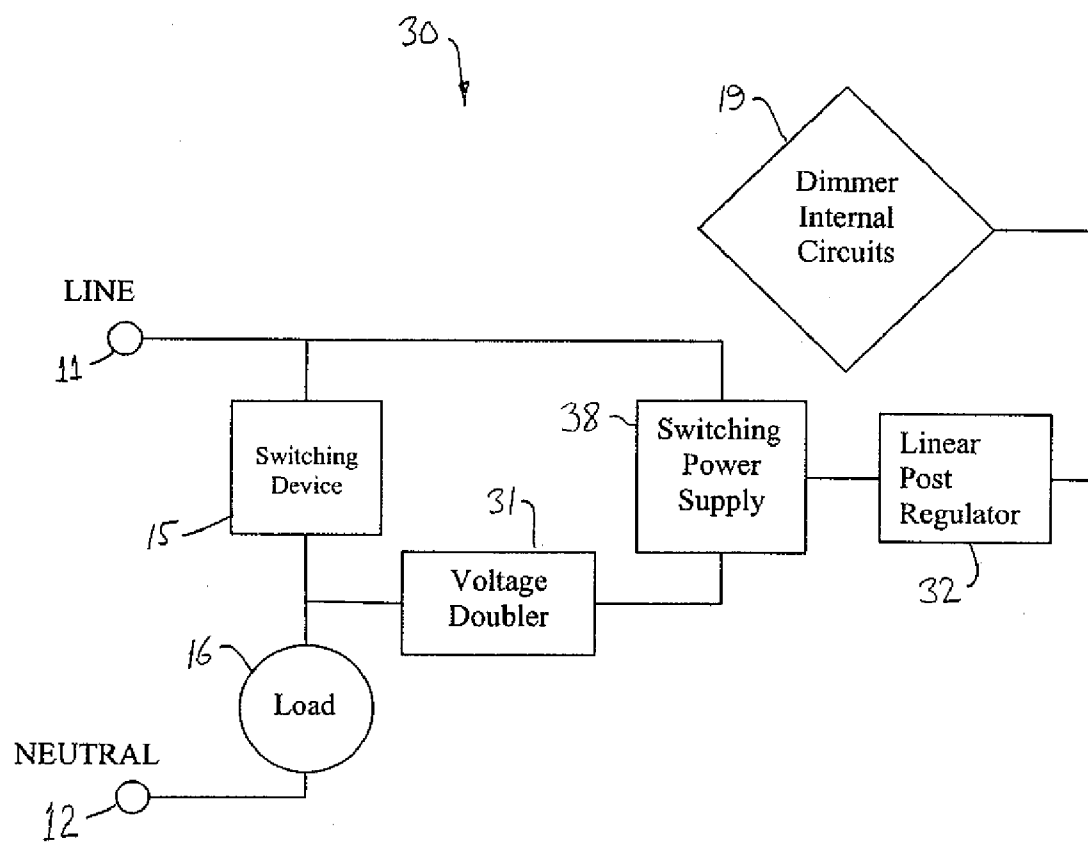 30
19
Dimmer
Internal
Circuits
LINE
11
Switching
Device
15
38
Switching
Power
Supply
Linear
Post
Regulator
32
31
Voltage
Doubler
16
Load
NEUTRAL
12